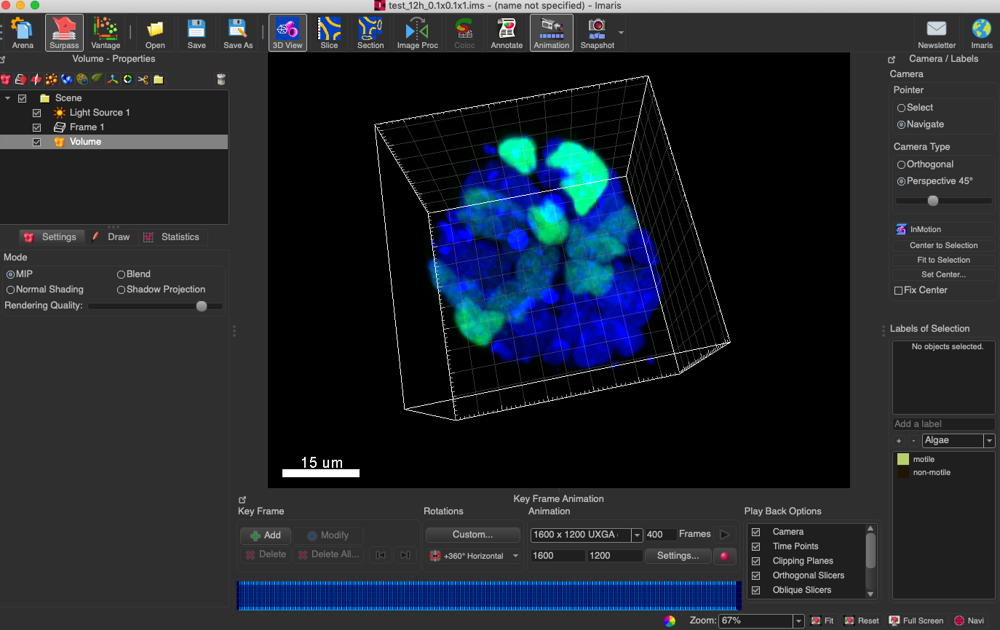 test_12h_0.1x0.1x1.ims - (name not specified) - Imaris
Arena
Surpass
Vantage
Open
Save
Save As
3D View
Slice
Section
Image Proc
Coloc
Annotate
Animation
Snapshot
Newsletter
Imaris
Volume - Properties
Scene
Light Source 1
Frame 1
Volume
Settings
Draw
Statistics
Mode
MIP
Blend
Normal Shading
Shadow Projection
Rendering Quality:
15 um
Camera / Labels
Camera
Pointer
Select
Navigate
Camera Type
Orthogonal
Perspective 45°
InMotion
Center to Selection
Fit to Selection
Set Center...
Fix Center
Labels of Selection
No objects selected.
Add a label
+ - Algae
motile
non-motile
Key Frame Animation
Key Frame
Add
Modify
Delete
Delete All...
Rotations
Custom...
+360° Horizontal
Animation
1600 x 1200 UXGA
400 Frames
1600
1200
Settings...
Play Back Options
Camera
Time Points
Clipping Planes
Orthogonal Slicers
Oblique Slicers
Zoom: 67%
Fit
Reset
Full Screen
Navi